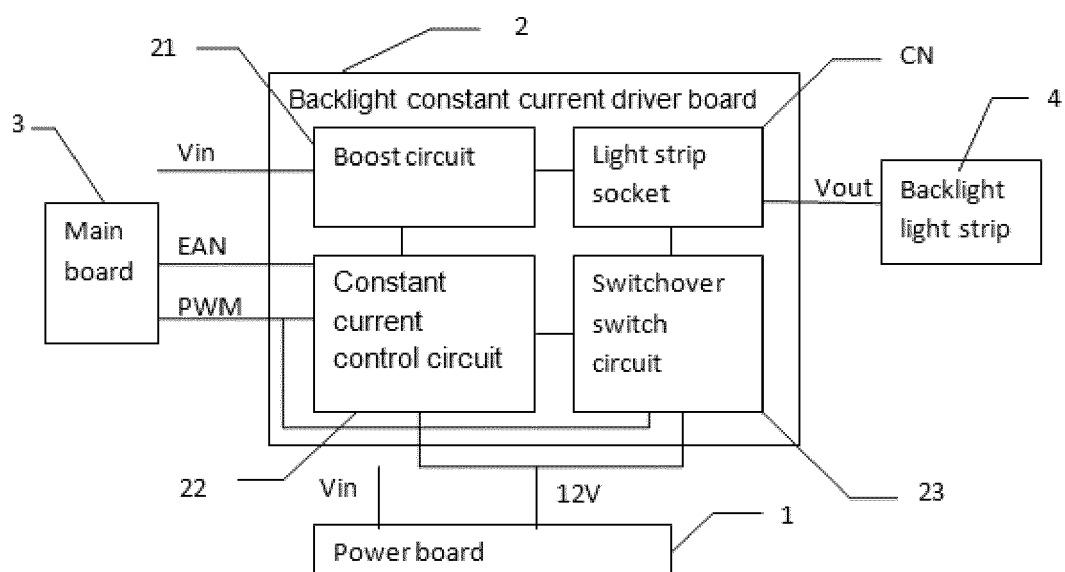 2
21
CN
Backlight constant current driver board
4
3
Vin
Boost circuit
Light strip
socket
Vout
Backlight
light strip
Main
board
EAN
PWM
Constant
current
control circuit
Switchover
switch
circuit
22
Vin
12V
23
1
Power board